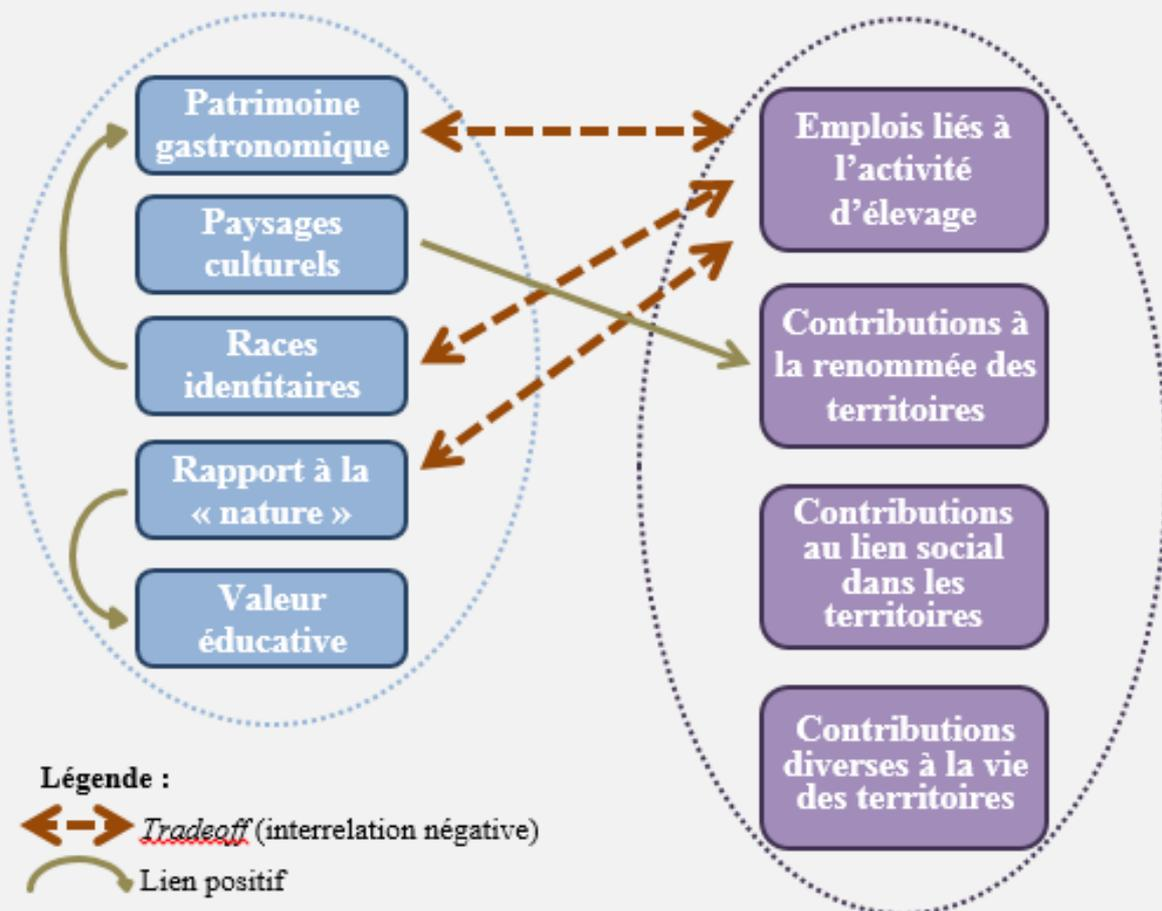 Patrimoine
gastronomique
Paysages
culturels
Races
identitaires
Rapport à la
« nature »
Valeur
éducative
Emplois liés à
l’activité
d’élevage
Contributions à
la renommée des
territoires
Contributions
au lien social
dans les
territoires
Contributions
diverses à la vie
des territoires
Légende :
Tradeoff (interrelation négative)
Lien positif